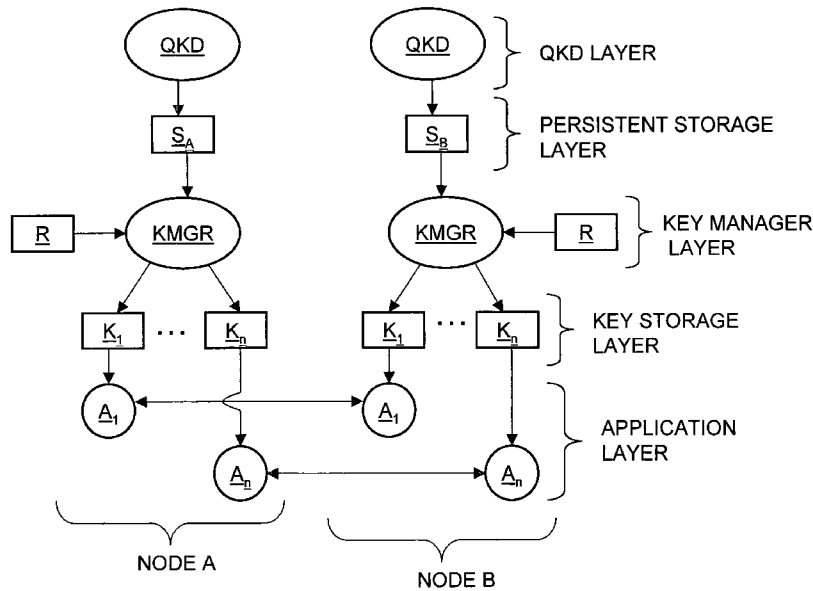 QKD
QKD
QKD LAYER
S_A
S_B
PERSISTENT STORAGE
LAYER
R
KMGR
KMGR
R
KEY MANAGER
LAYER
K_1
...
K_n
K_1
...
K_n
KEY STORAGE
LAYER
A_1
A_1
APPLICATION
LAYER
A_n
A_n
NODE A
NODE B